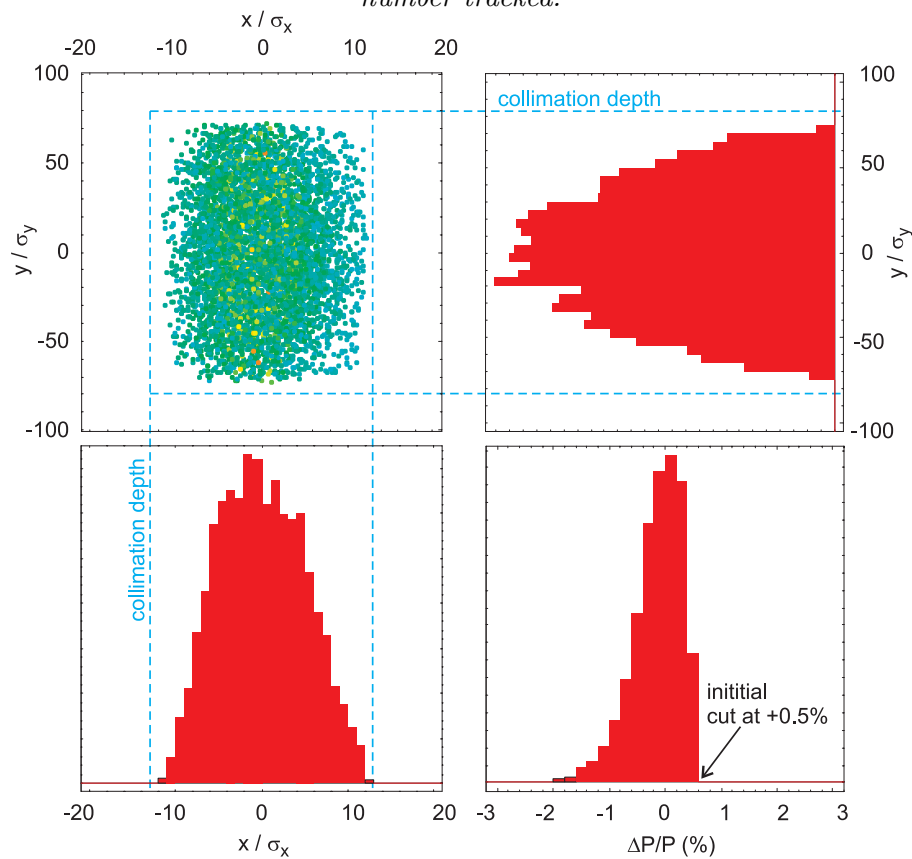 number tracked.
x / σx
-20 -10 0 10 20
100 50 0 -50 -100
y / σy
collimation depth
100 50 0 -50 -100
y / σy
collimation depth
-20 -10 0 10 20
x / σx
inititial
cut at +0.5%
-3 -1 0 1 2 3
ΔP/P (%)